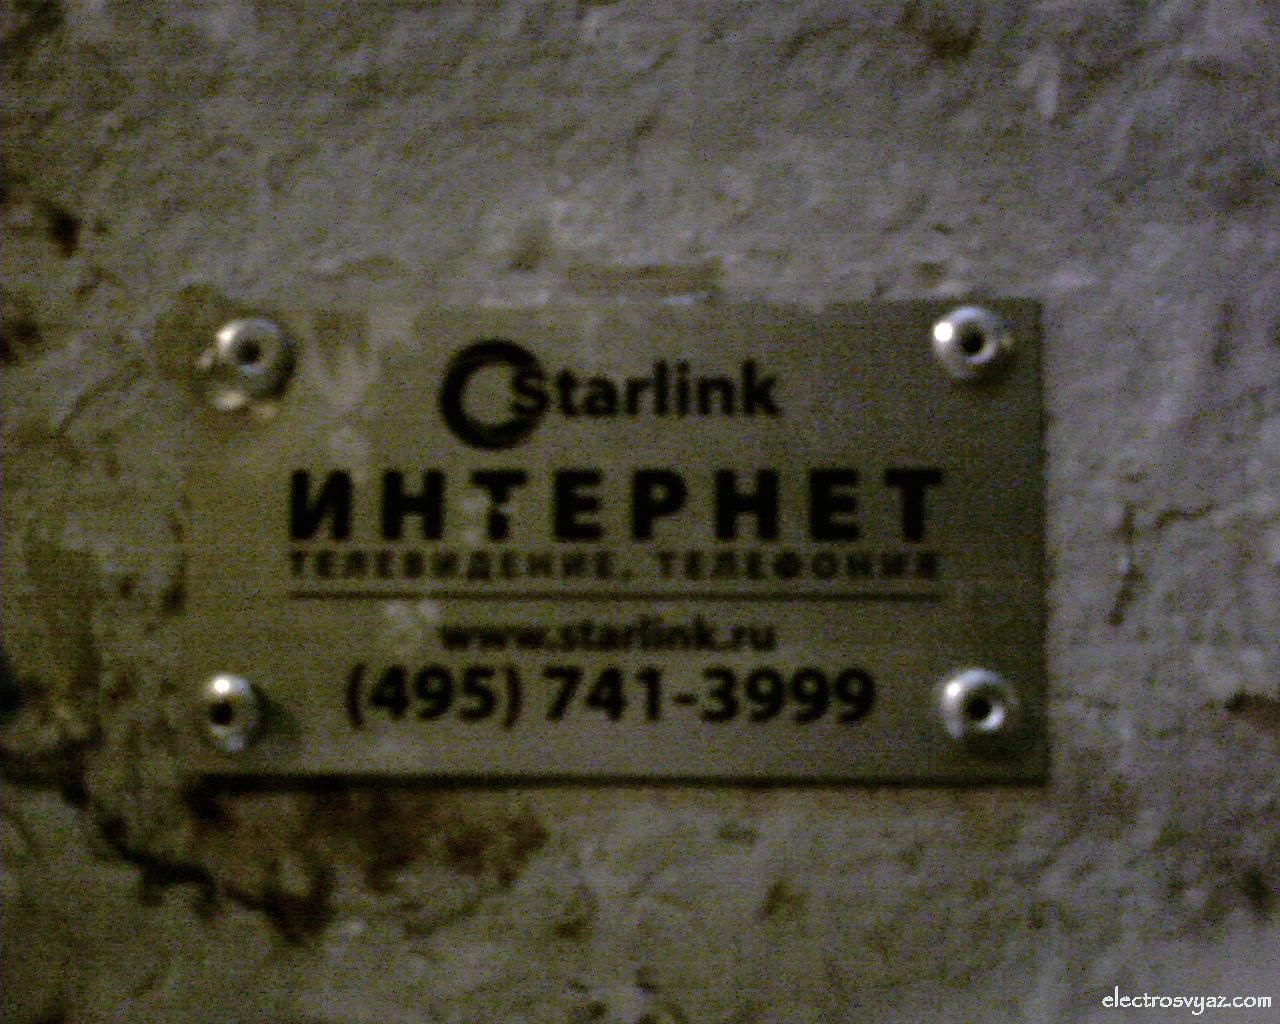 Starlink
ИНТЕРНЕТ
ТЕЛЕВИДЕНИЕ, ТЕЛЕФОНИЯ
www.starlink.ru
(495) 741-3999
electrosvyaz.com